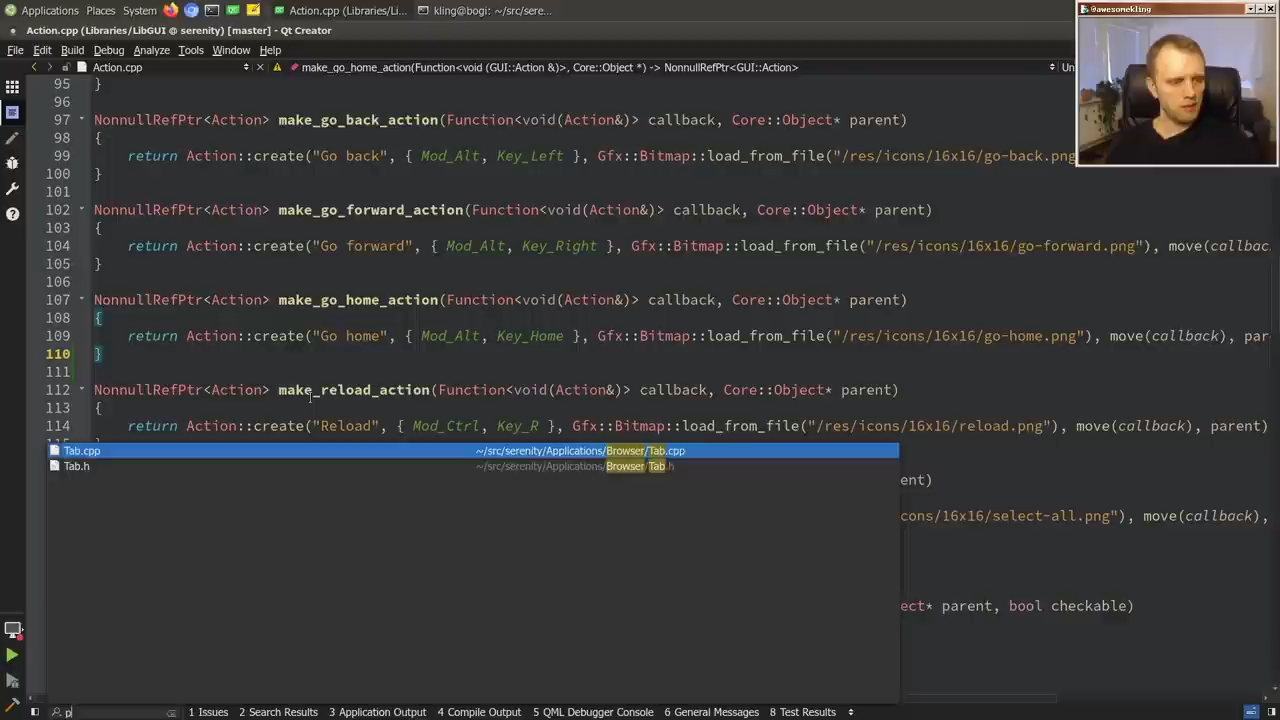 Applications Places System Action.cpp (Libraries/Li... kling@bogi: ~/src/sere...
@awesomekling
Action.cpp (Libraries/LibGUI @ serenity) [master] - Qt Creator
File Edit Build Debug Analyze Tools Window Help
Action.cpp make_go_home_action(Function<void (GUI::Action &)>, Core::Object *) -> NonnullRefPtr<GUI::Action> Un
95 }
96
97 NonnullRefPtr<Action> make_go_back_action(Function<void(Action&)> callback, Core::Object* parent)
98 {
99 return Action::create("Go back", { Mod_Alt, Key_Left }, Gfx::Bitmap::load_from_file("/res/icons/16x16/go-back.png
100 }
101
102 NonnullRefPtr<Action> make_go_forward_action(Function<void(Action&)> callback, Core::Object* parent)
103 {
104 return Action::create("Go forward", { Mod_Alt, Key_Right }, Gfx::Bitmap::load_from_file("/res/icons/16x16/go-forward.png"), move(callbac
105 }
106
107 NonnullRefPtr<Action> make_go_home_action(Function<void(Action&)> callback, Core::Object* parent)
108 {
109 return Action::create("Go home", { Mod_Alt, Key_Home }, Gfx::Bitmap::load_from_file("/res/icons/16x16/go-home.png"), move(callback), par
110 }
111
112 NonnullRefPtr<Action> make_reload_action(Function<void(Action&)> callback, Core::Object* parent)
113 {
114 return Action::create("Reload", { Mod_Ctrl, Key_R }, Gfx::Bitmap::load_from_file("/res/icons/16x16/reload.png"), move(callback), parent)
Tab.cpp ~/src/serenity/Applications/Browser/Tab.cpp
Tab.h ~/src/serenity/Applications/Browser/Tab.h
ent)
cons/16x16/select-all.png"), move(callback),
ect* parent, bool checkable)
p 1 Issues 2 Search Results 3 Application Output 4 Compile Output 5 QML Debugger Console 6 General Messages 8 Test Results